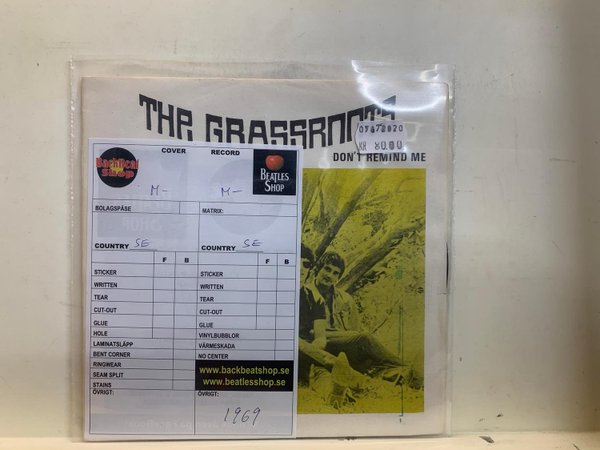 THE GRASSROOTS
072020
KR 80.00
DON'T REMIND ME
BackBeat Shop
COVER RECORD
BEATLES SHOP
M- M-
BOLAGSPÅSE MATRIX:
COUNTRY SE COUNTRY SE
F B F B
STICKER STICKER
WRITTEN WRITTEN
TEAR TEAR
CUT-OUT CUT-OUT
GLUE GLUE
HOLE VINYLBUBBLOR
LAMINATSLÄPP VÄRMESKADA
BENT CORNER NO CENTER
RINGWEAR www.backbeatshop.se
SEAM SPLIT www.beatlesshop.se
STAINS
ÖVRIGT: ÖVRIGT:
1969